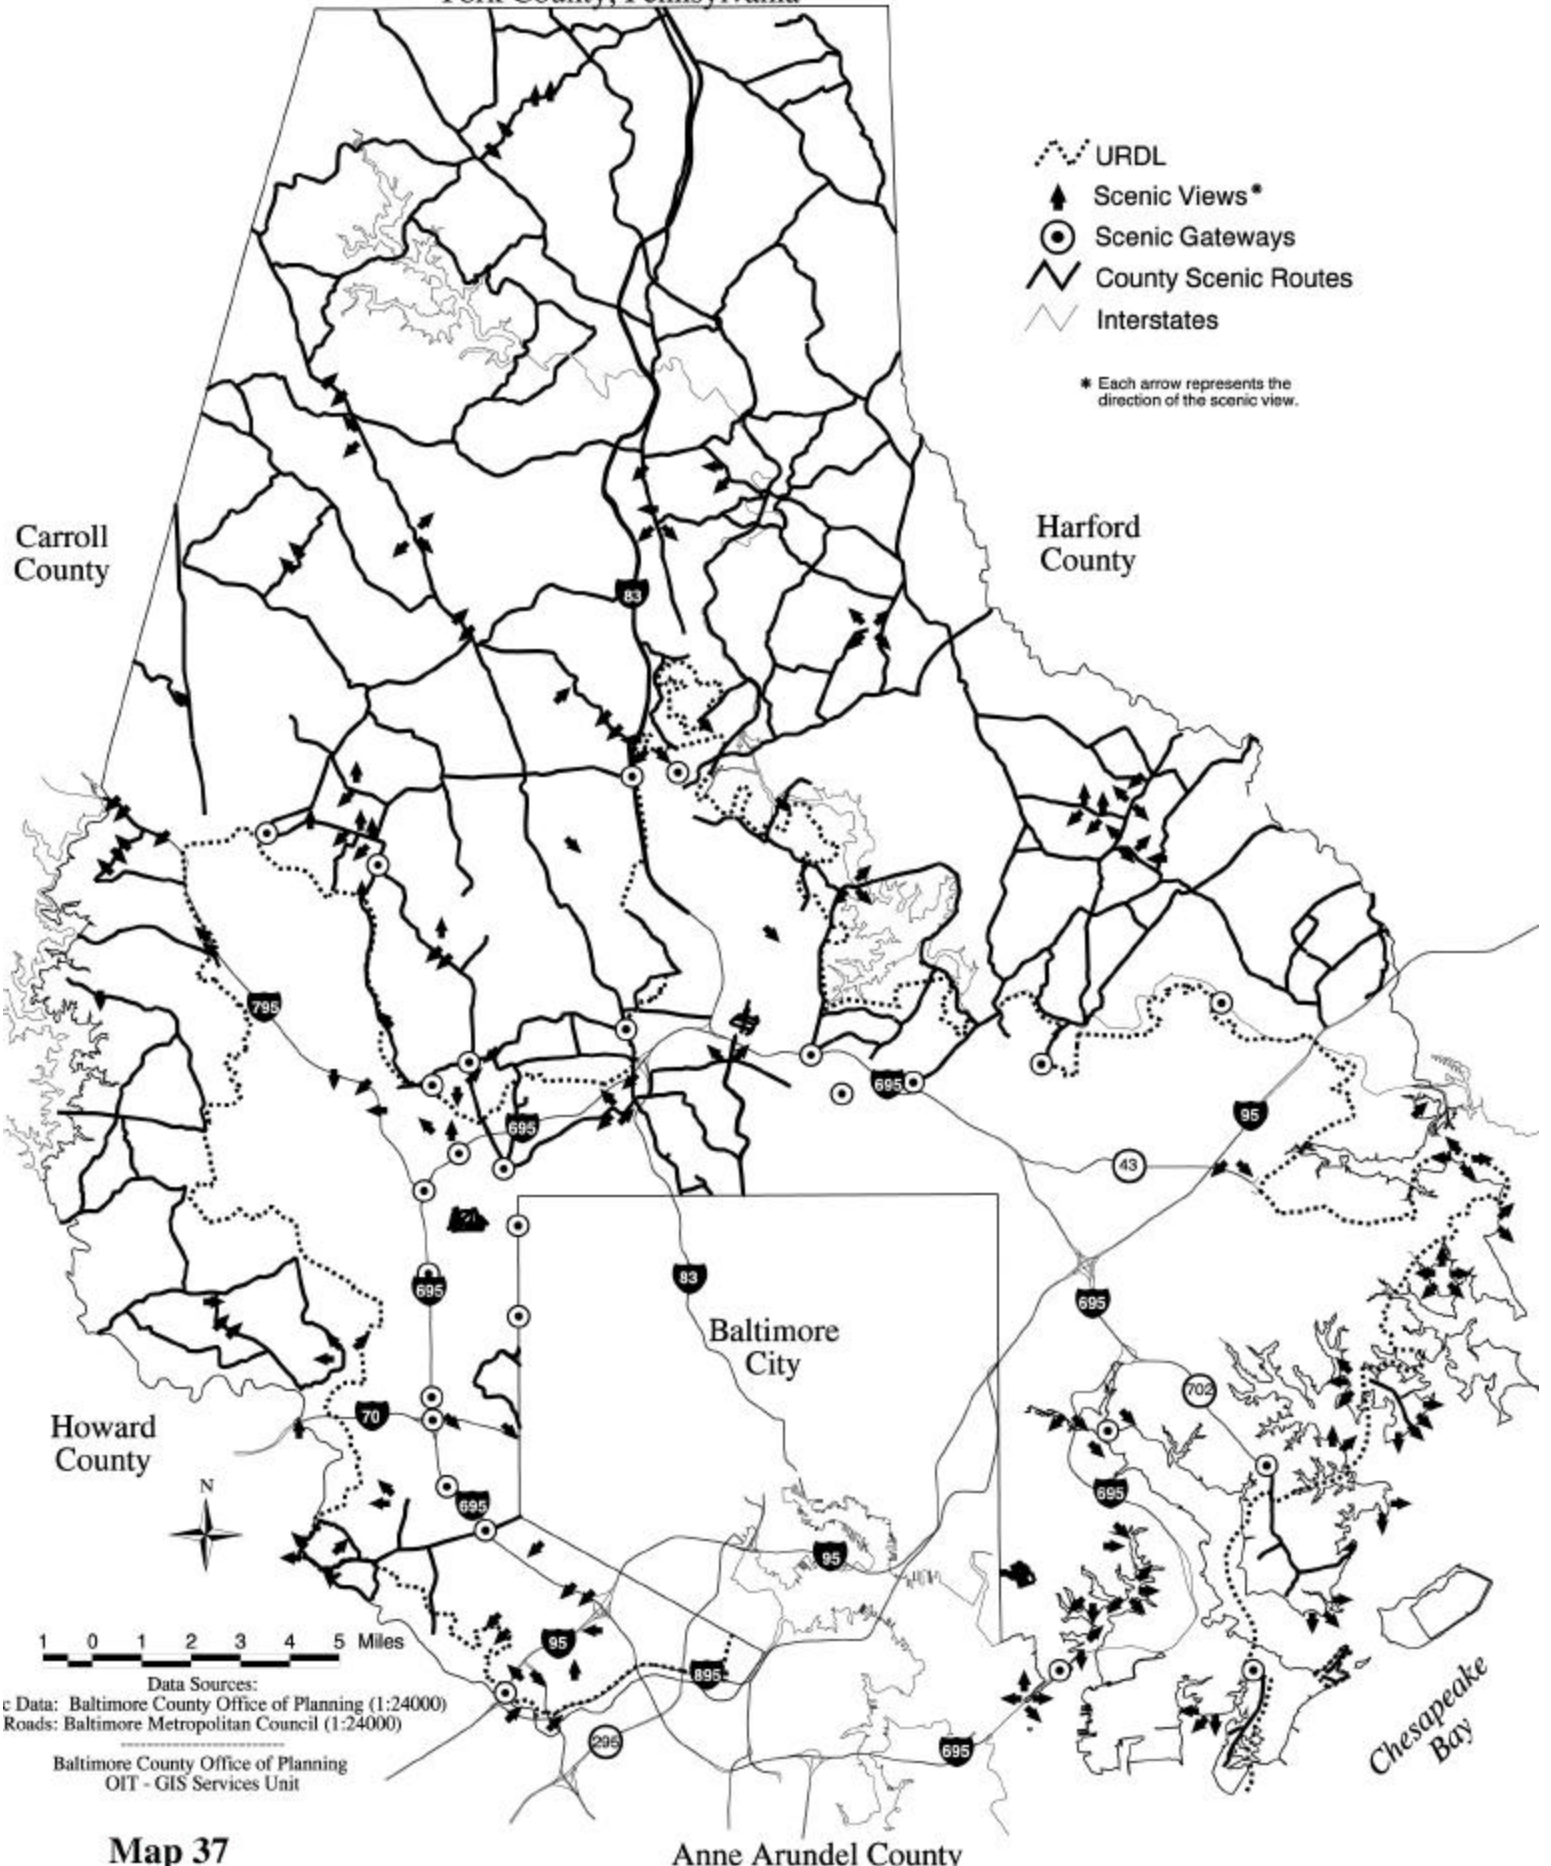 York County, Pennsylvania
URDL
Scenic Views*
Scenic Gateways
County Scenic Routes
Interstates
* Each arrow represents the
direction of the scenic view.
Carroll
County
Harford
County
83
795
695
695
95
43
695
83
695
Baltimore
City
702
Howard
County
70
N
695
695
95
1 0 1 2 3 4 5 Miles
95
895
Data Sources:
c Data: Baltimore County Office of Planning (1:24000)
Roads: Baltimore Metropolitan Council (1:24000)
------------------------
Baltimore County Office of Planning
OIT - GIS Services Unit
295
695
Chesapeake
Bay
Map 37
Anne Arundel County